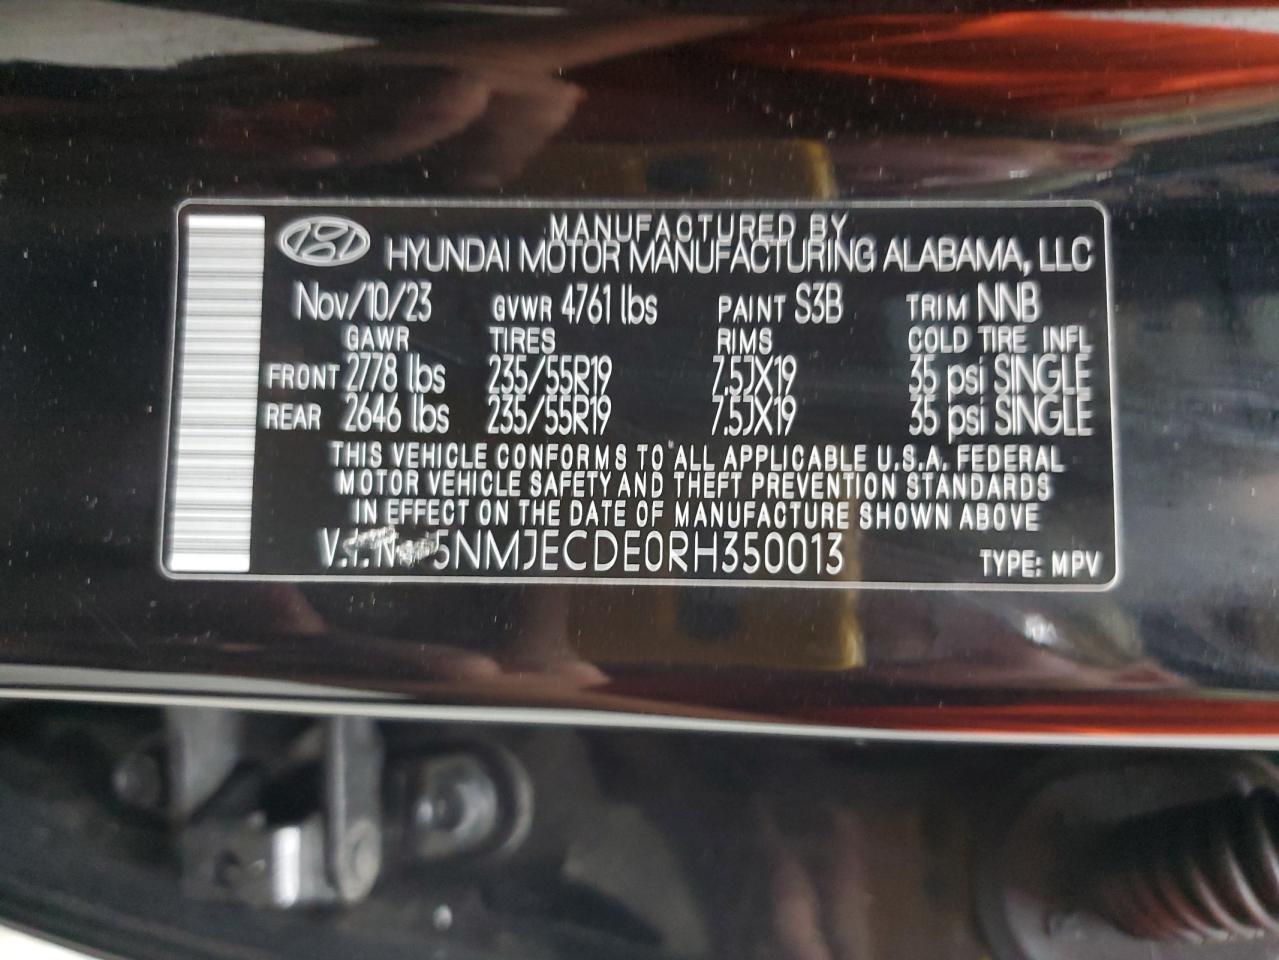 MANUFACTURED BY
HYUNDAI MOTOR MANUFACTURING ALABAMA, LLC
Nov/10/23 GVWR 4761 lbs PAINT S3B TRIM NNB
GAWR TIRES RIMS COLD TIRE INFL
FRONT 2778 lbs 235/55R19 7.5JX19 35 psi SINGLE
REAR 2646 lbs 235/55R19 7.5JX19 35 psi SINGLE
THIS VEHICLE CONFORMS TO ALL APPLICABLE U.S.A. FEDERAL
MOTOR VEHICLE SAFETY AND THEFT PREVENTION STANDARDS
IN EFFECT ON THE DATE OF MANUFACTURE SHOWN ABOVE
V.I.N. 5NMJECDE0RH350013 TYPE: MPV